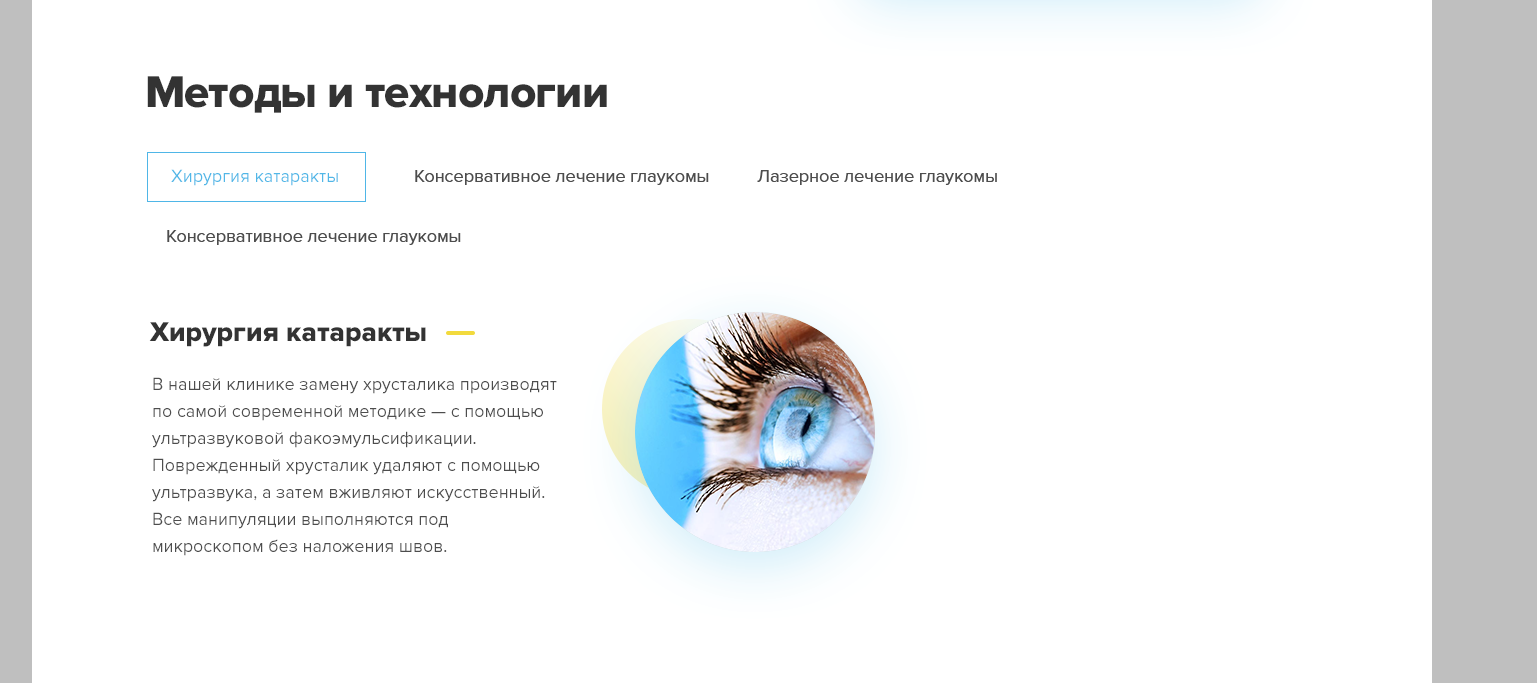 Методы и технологии
Хирургия катаракты
Консервативное лечение глаукомы
Лазерное лечение глаукомы
Консервативное лечение глаукомы
Хирургия катаракты
В нашей клинике замену хрусталика производят
по самой современной методике — с помощью
ультразвуковой факоэмульсификации.
Поврежденный хрусталик удаляют с помощью
ультразвука, а затем вживляют искусственный.
Все манипуляции выполняются под
микроскопом без наложения швов.